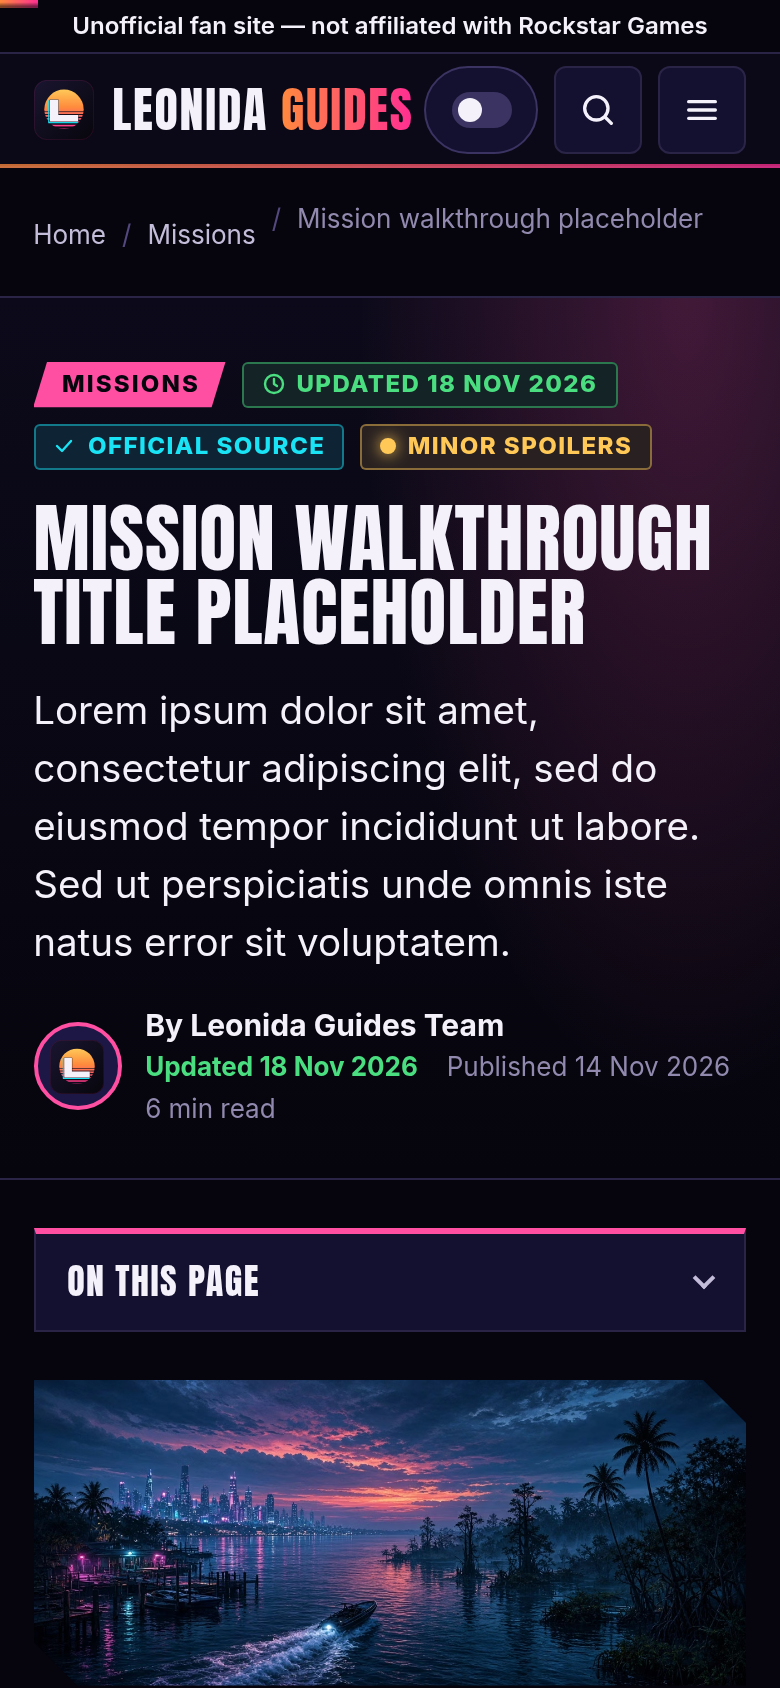 Unofficial fan site — not affiliated with Rockstar Games
LEONIDA GUIDES
Home / Missions / Mission walkthrough placeholder
MISSIONS
UPDATED 18 NOV 2026
OFFICIAL SOURCE
MINOR SPOILERS
MISSION WALKTHROUGH
TITLE PLACEHOLDER
Lorem ipsum dolor sit amet,
consectetur adipiscing elit, sed do
eiusmod tempor incididunt ut labore.
Sed ut perspiciatis unde omnis iste
natus error sit voluptatem.
By Leonida Guides Team
Updated 18 Nov 2026 Published 14 Nov 2026
6 min read
ON THIS PAGE